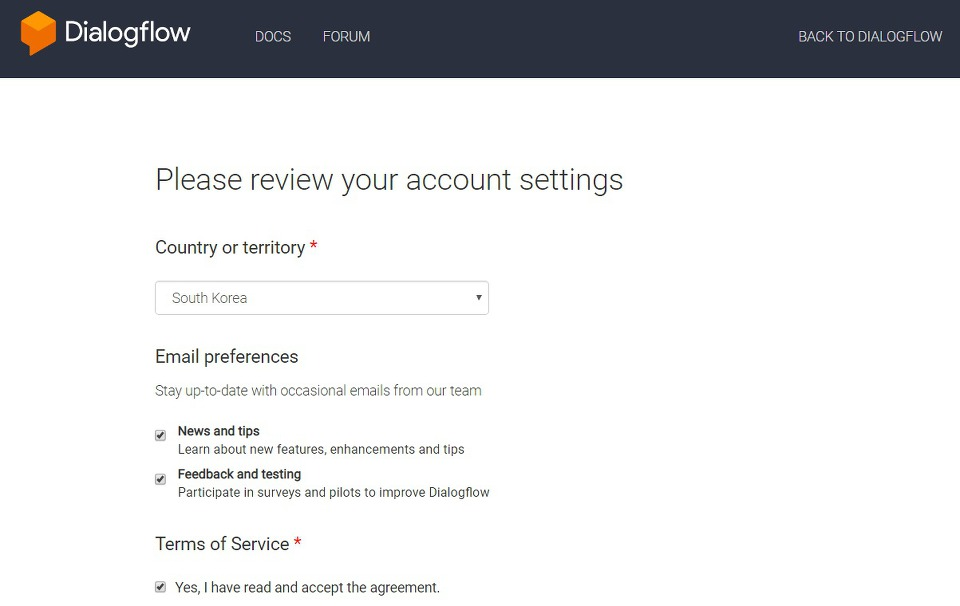 Dialogflow
DOCS
FORUM
BACK TO DIALOGFLOW
Please review your account settings
Country or territory *
South Korea
Email preferences
Stay up-to-date with occasional emails from our team
News and tips
Learn about new features, enhancements and tips
Feedback and testing
Participate in surveys and pilots to improve Dialogflow
Terms of Service *
Yes, I have read and accept the agreement.